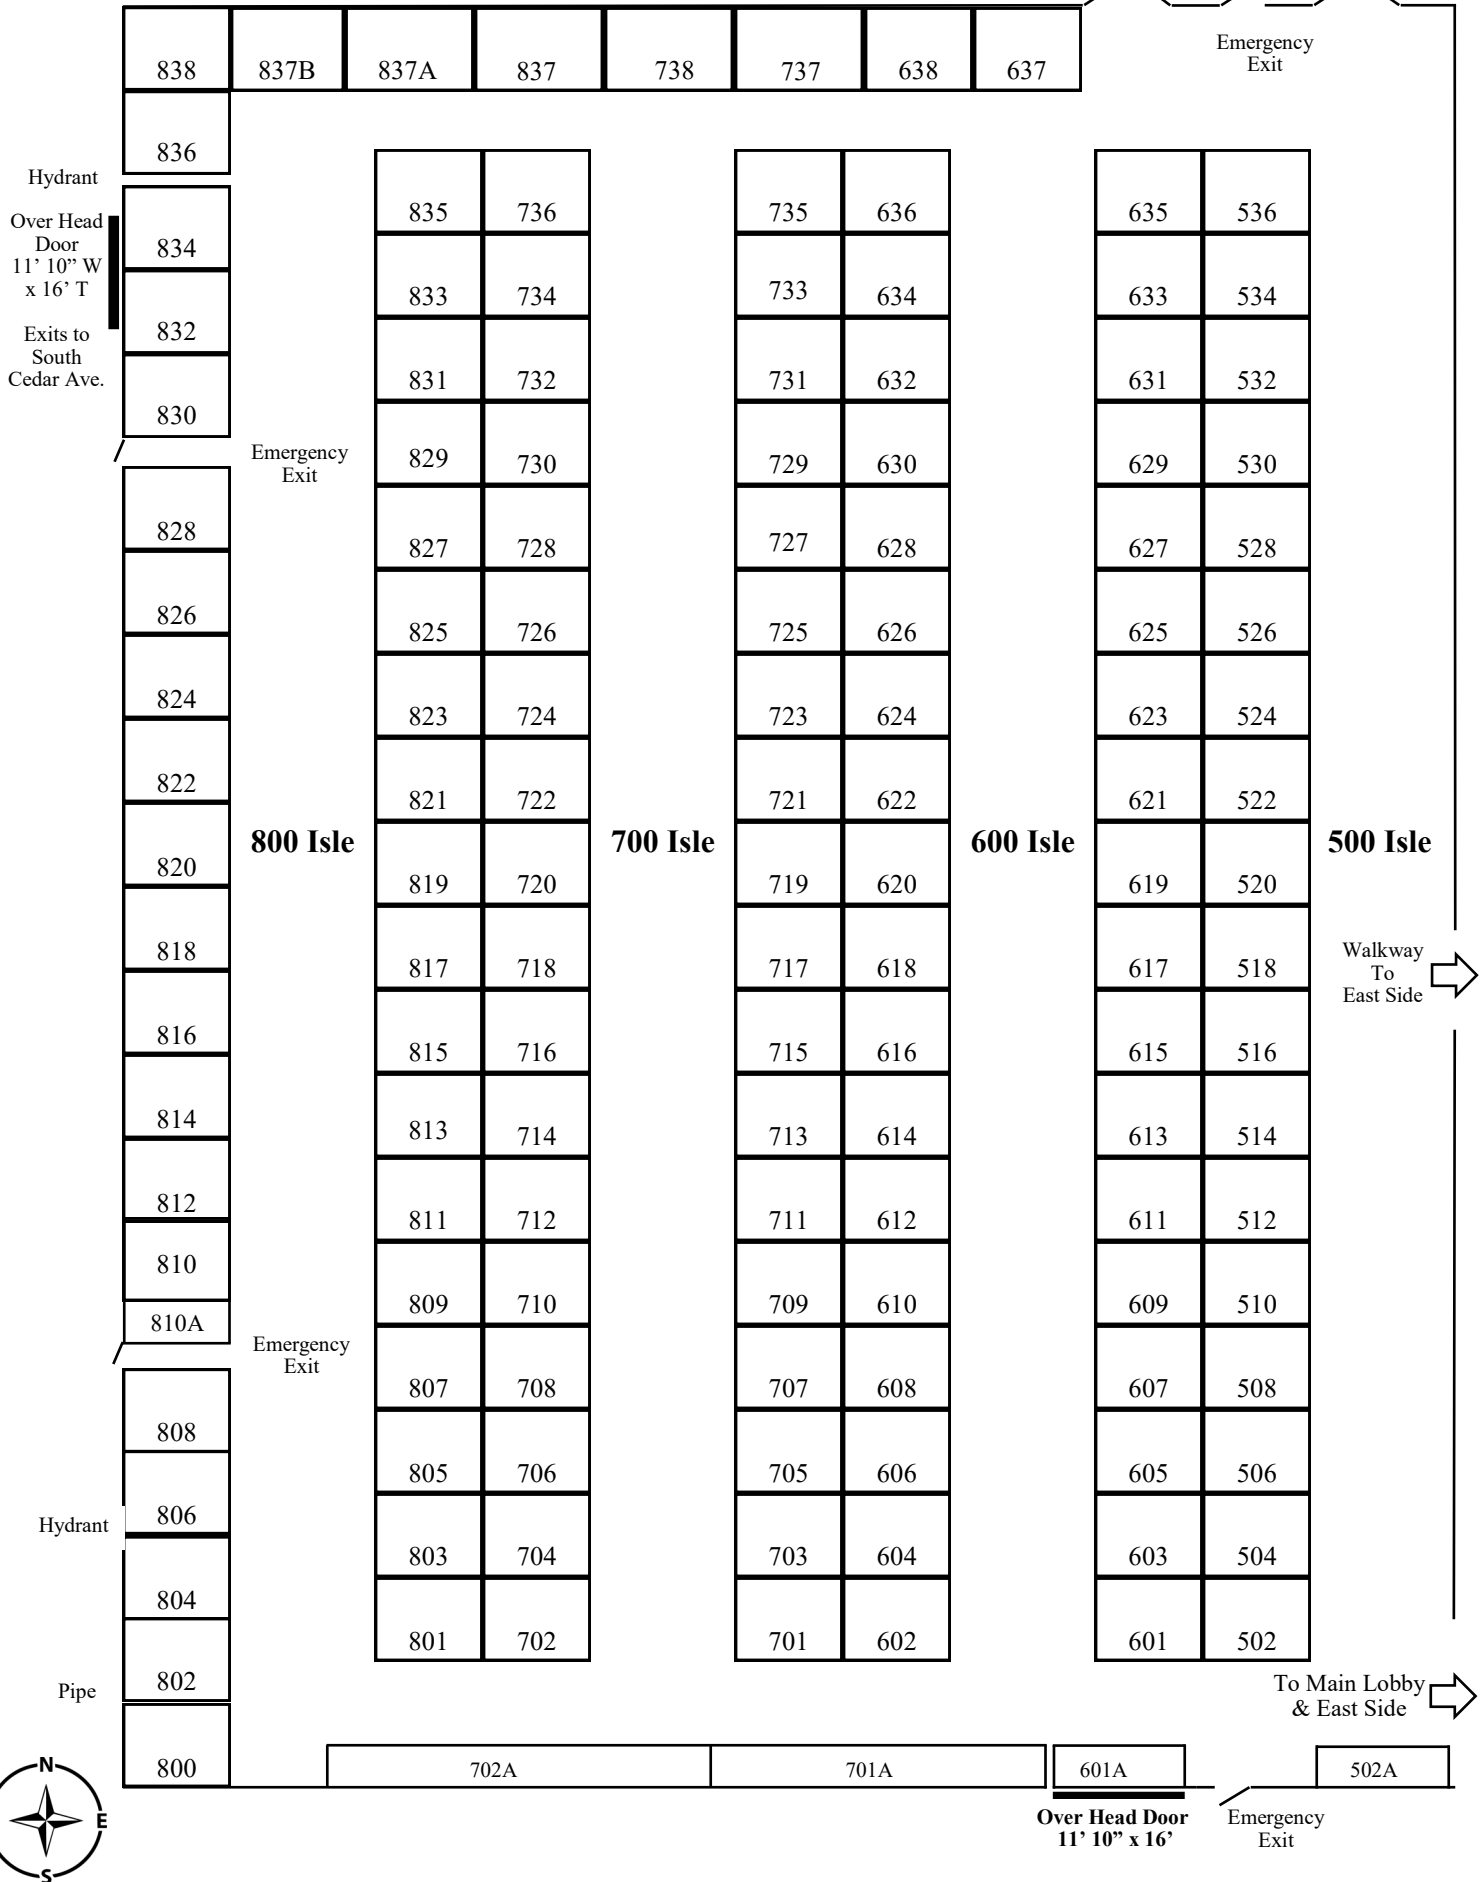 838 837B 837A 837 738 737 638 637
Emergency
Exit
836
Hydrant
Over Head
Door
11’ 10” W
x 16’ T
Exits to
South
Cedar Ave.
834
832
830
Emergency
Exit
828
826
824
822
820
818
816
814
812
810
810A
Emergency
Exit
808
806
Hydrant
804
802
Pipe
800
835 736 735 636 635 536
833 734 733 634 633 534
831 732 731 632 631 532
829 730 729 630 629 530
827 728 727 628 627 528
825 726 725 626 625 526
823 724 723 624 623 524
821 722 721 622 621 522
800 Isle 700 Isle 600 Isle 500 Isle
819 720 719 620 619 520
817 718 717 618 617 518
Walkway
To
East Side
815 716 715 616 615 516
813 714 713 614 613 514
811 712 711 612 611 512
809 710 709 610 609 510
807 708 707 608 607 508
805 706 705 606 605 506
803 704 703 604 603 504
801 702 701 602 601 502
To Main Lobby
& East Side
702A 701A 601A 502A
Over Head Door
11’ 10” x 16’
Emergency
Exit
N
E
S